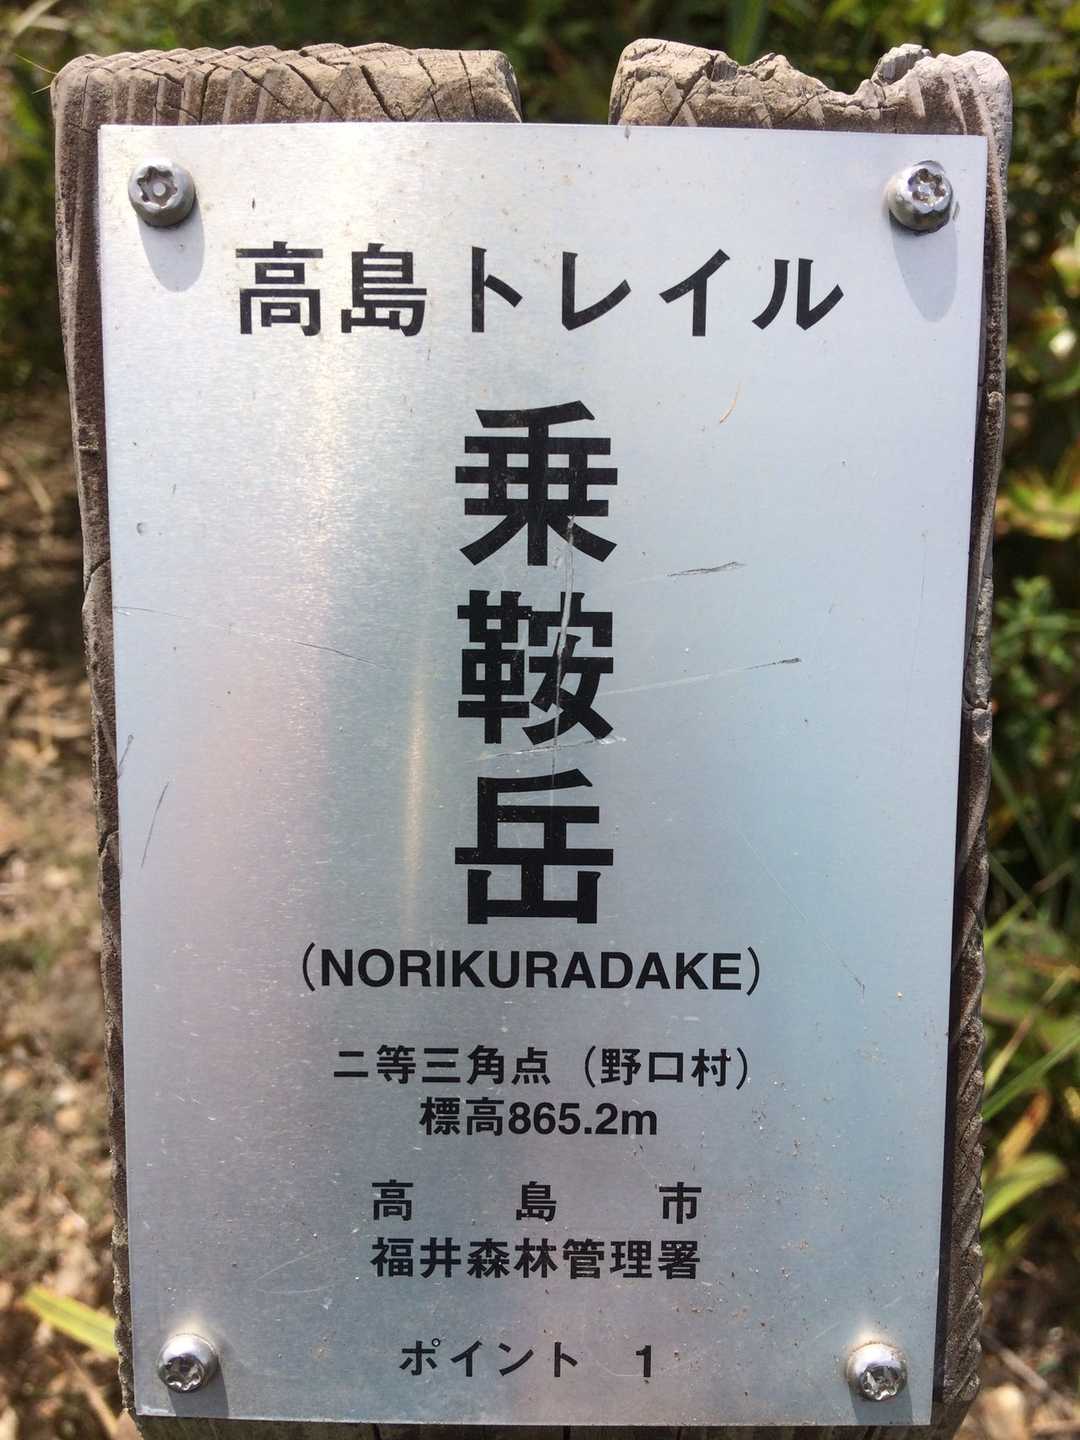 高島トレイル
乗鞍岳
（NORIKURADAKE）
二等三角点（野口村）
標高865.2m
高島市
福井森林管理署
ポイント 1